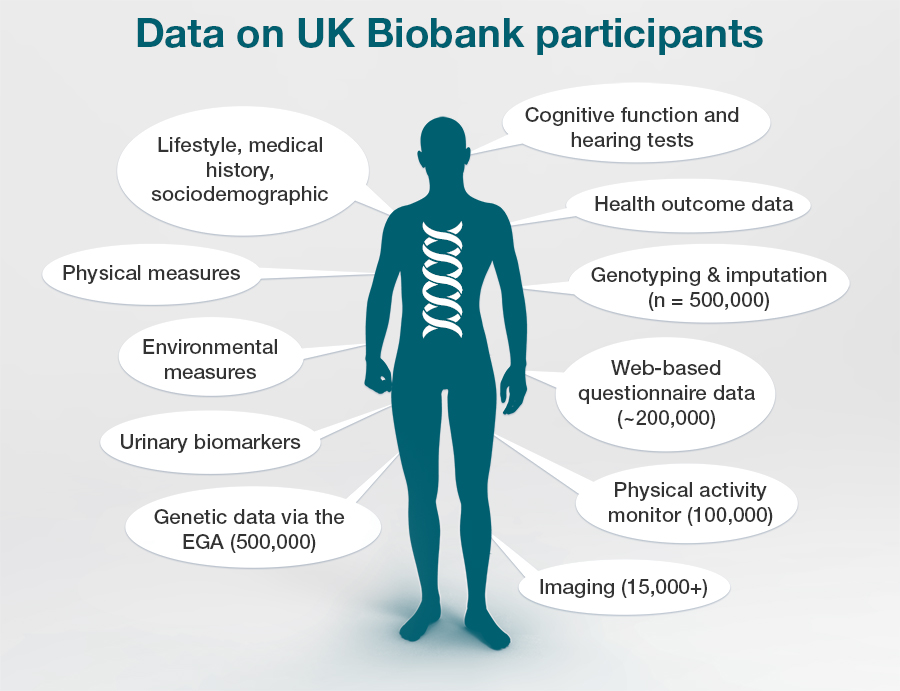 Data on UK Biobank participants
Lifestyle, medical
history,
sociodemographic
Physical measures
Environmental
measures
Urinary biomarkers
Genetic data via the
EGA (500,000)
Cognitive function and
hearing tests
Health outcome data
Genotyping & imputation
(n = 500,000)
Web-based
questionnaire data
(~200,000)
Physical activity
monitor (100,000)
Imaging (15,000+)